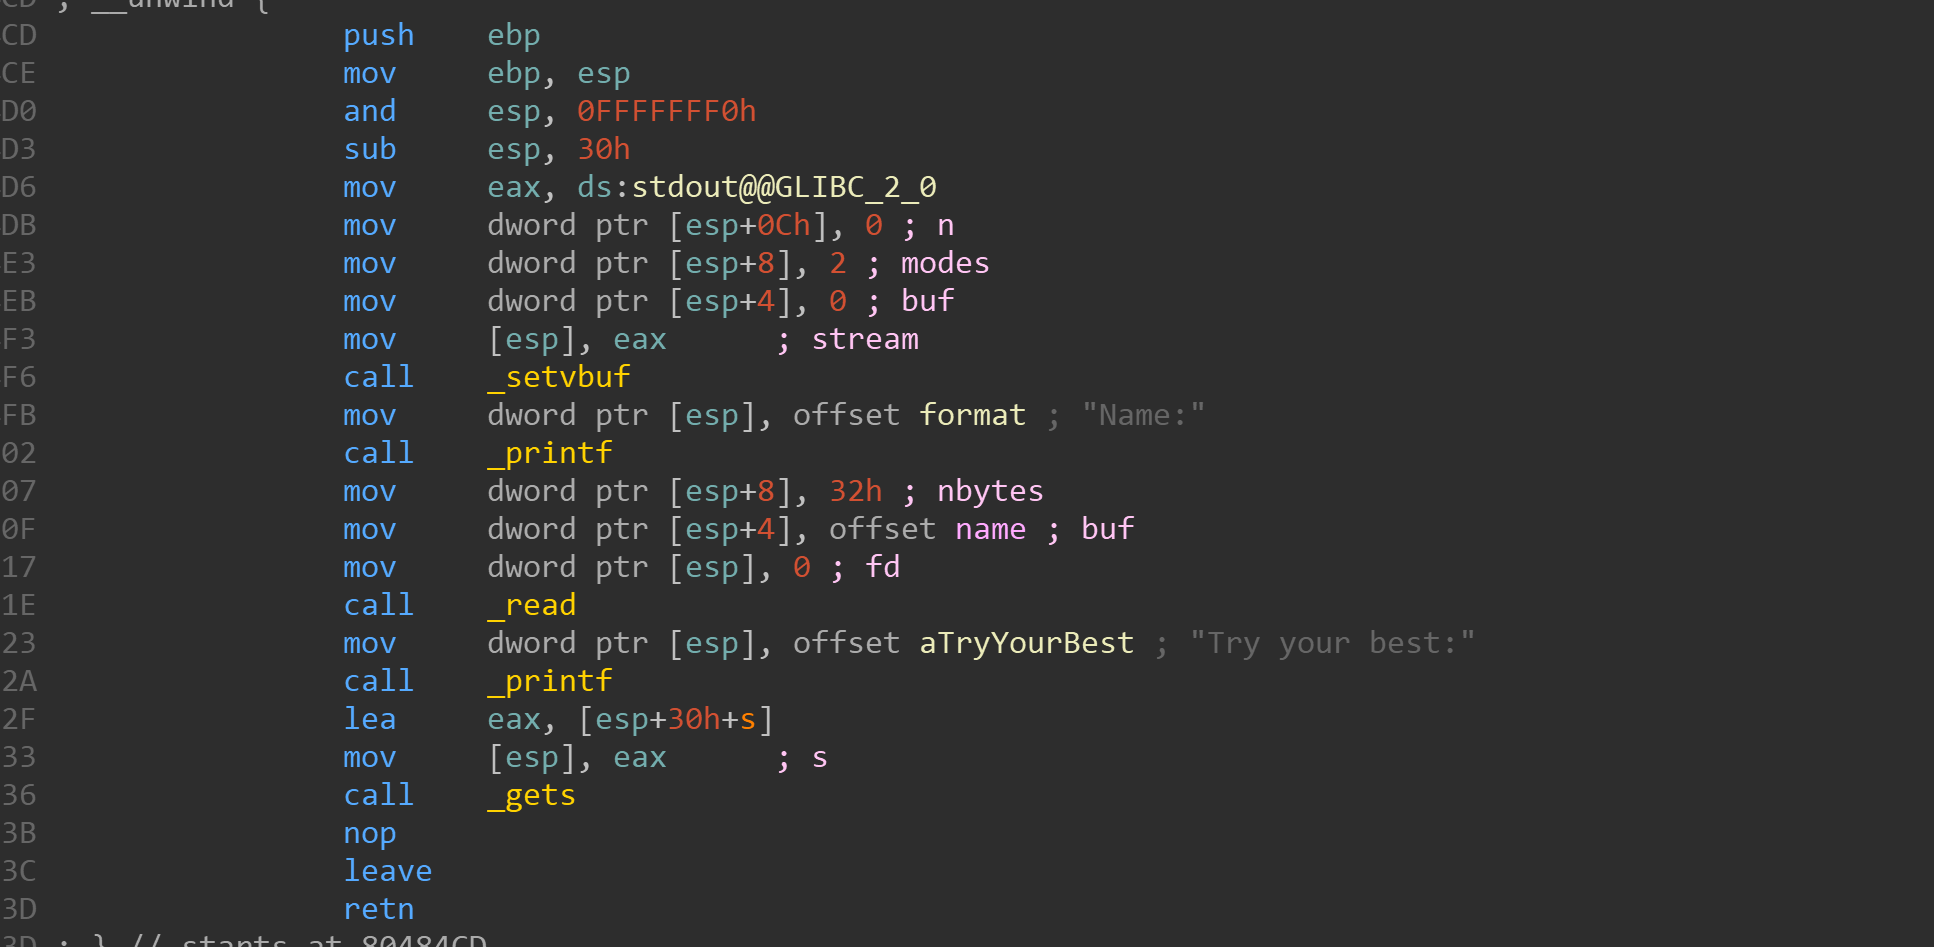 CD ; __unwind {
CD push ebp
CE mov ebp, esp
D0 and esp, 0FFFFFFF0h
D3 sub esp, 30h
D6 mov eax, ds:stdout@@GLIBC_2_0
DB mov dword ptr [esp+0Ch], 0 ; n
E3 mov dword ptr [esp+8], 2 ; modes
EB mov dword ptr [esp+4], 0 ; buf
F3 mov [esp], eax ; stream
F6 call _setvbuf
FB mov dword ptr [esp], offset format ; "Name:"
02 call _printf
07 mov dword ptr [esp+8], 32h ; nbytes
0F mov dword ptr [esp+4], offset name ; buf
17 mov dword ptr [esp], 0 ; fd
1E call _read
23 mov dword ptr [esp], offset aTryYourBest ; "Try your best:"
2A call _printf
2F lea eax, [esp+30h+s]
33 mov [esp], eax ; s
36 call _gets
3B nop
3C leave
3D retn
3D ; } // starts at 80484CD